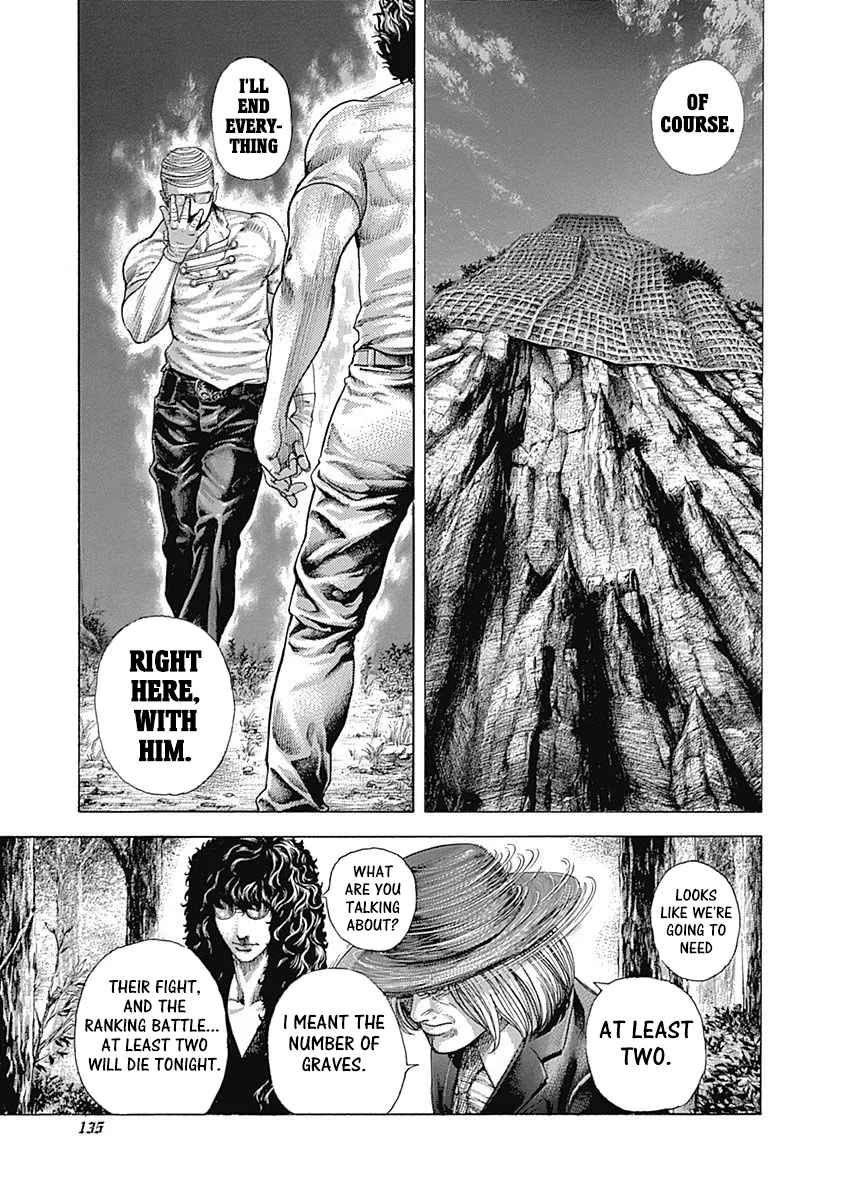 OF
COURSE.
I'LL
END
EVERY-
THING
RIGHT
HERE,
WITH
HIM.
LOOKS
LIKE WE'RE
GOING TO
NEED
AT LEAST
TWO.
WHAT
ARE YOU
TALKING
ABOUT?
I MEANT THE
NUMBER OF
GRAVES.
THEIR FIGHT,
AND THE
RANKING BATTLE...
AT LEAST TWO
WILL DIE TONIGHT.
135